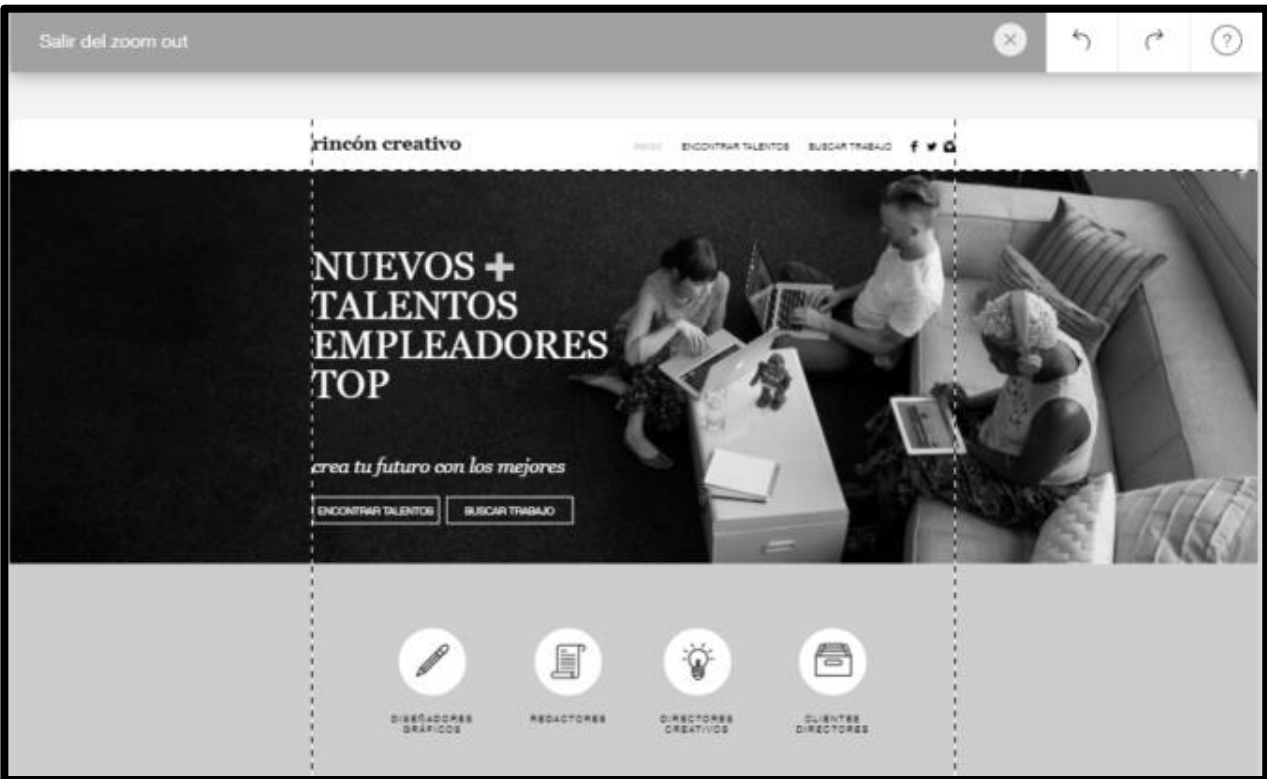 Salir del zoom out
?
rincón creativo
INICIO ENCONTRAR TALENTOS BUSCAR TRABAJO
NUEVOS +
TALENTOS
EMPLEADORES
TOP
crea tu futuro con los mejores
ENCONTRAR TALENTOS BUSCAR TRABAJO
DISEÑADORES
GRÁFICOS
REDACTORES
DIRECTORES
CREATIVOS
CLIENTES
DIRECTORES